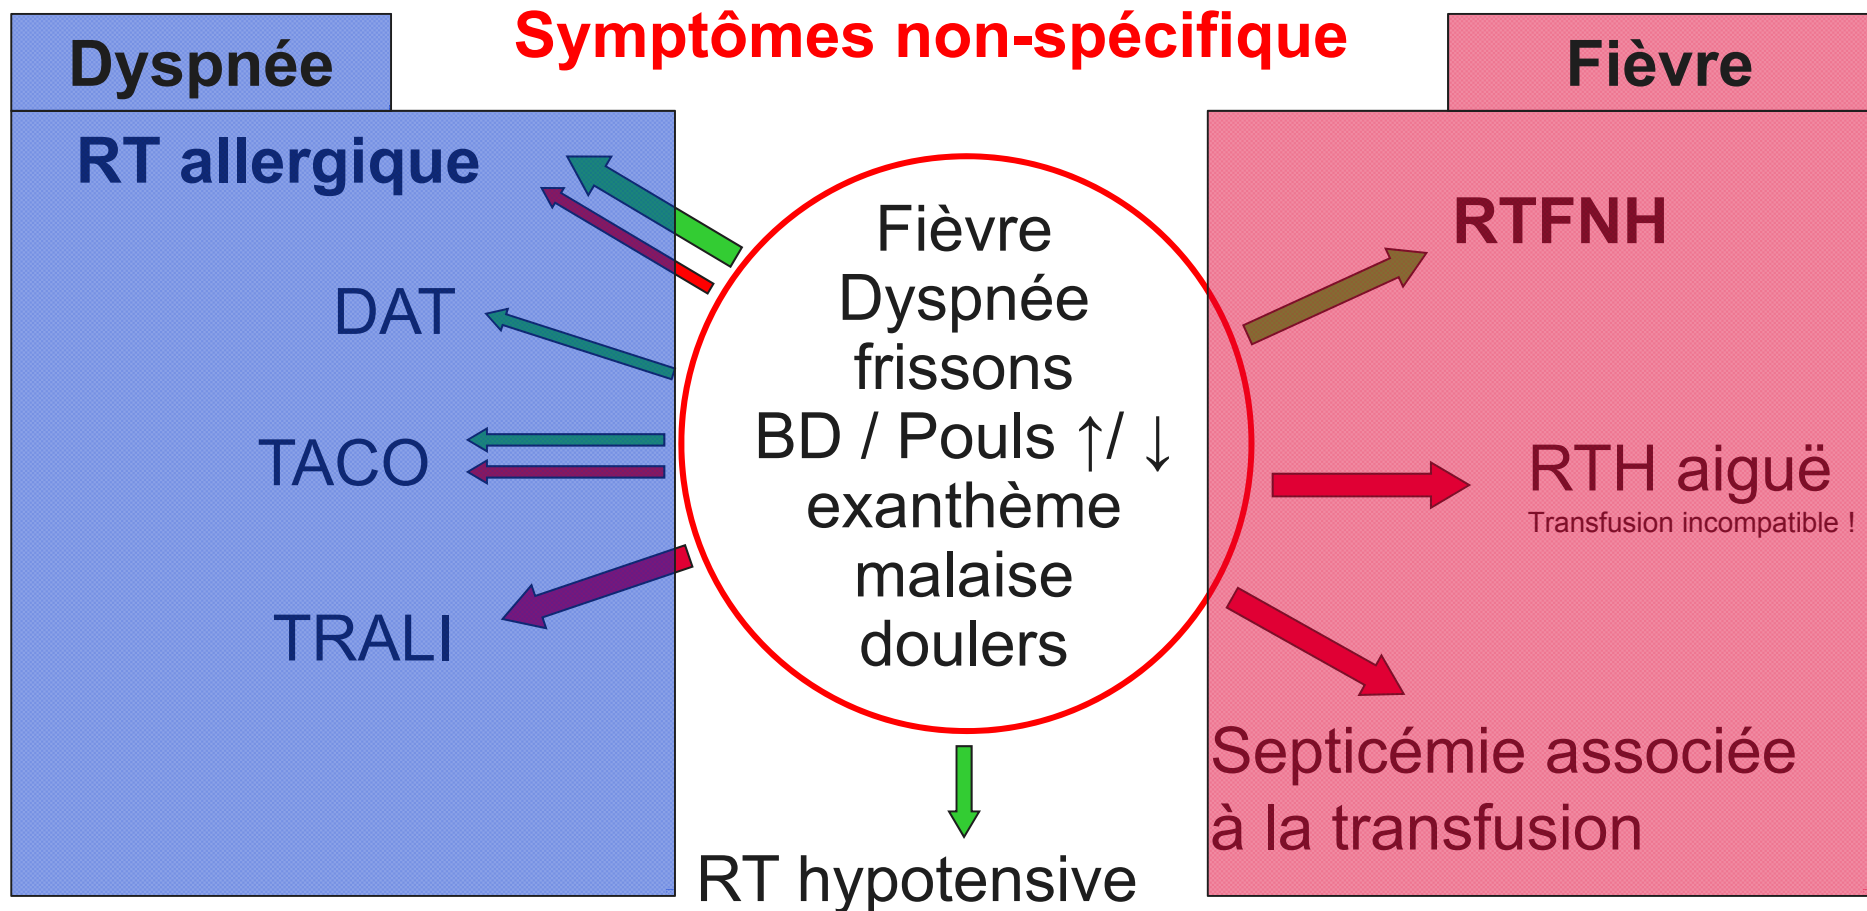 Symptômes non-spécifique
Dyspnée
RT allergique
DAT
TACO
TRALI
Fièvre
Dyspnée
frissons
BD / Pouls ↑/ ↓
exanthème
malaise
doulers
RT hypotensive
Fièvre
RTFNH
RTH aiguë
Transfusion incompatible !
Septicémie associée
à la transfusion